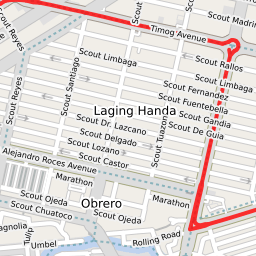 Scout Reyes
Scout Madrin
Timog Avenue
Scout Rallos
Scout Limbaga
Scout Santiago
Scout Limbaga
Scout Reyes
Scout Fernandez
Scout Fuentebella
Laging Handa
Scout Gandia
Scout Dr. Lazcano
Scout De Guia
Scout Tuazon
Scout Delgado
Scout Lozano
Scout Castor
Alejandro Roces Avenue
Marathon
Scout Ojeda
Obrero
Marathon
Scout Chuatoco
Scout Ojeda
Tulip
Magnolia
Umbel
Rolling Road